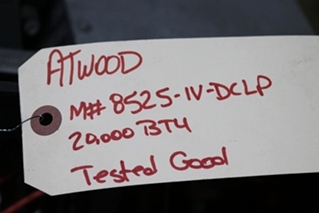 ATWOOD
M# 8525-IV-DCLP
20,000 BTU
Tested Good